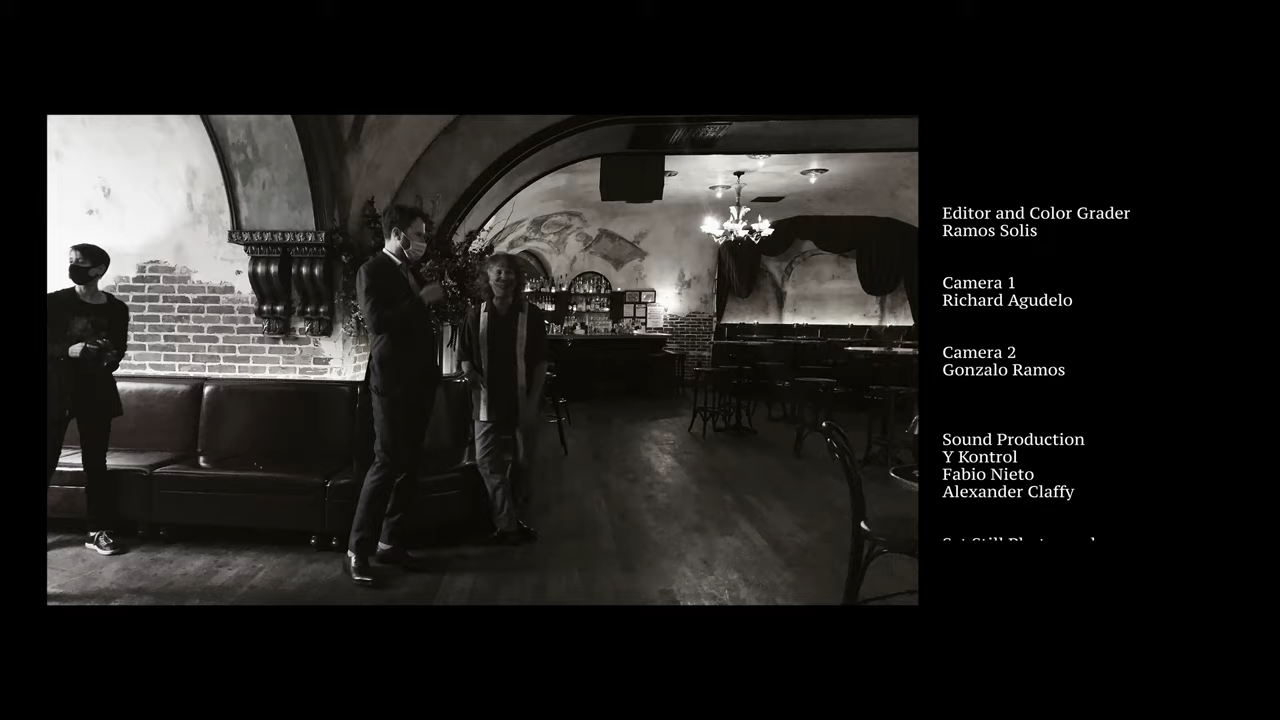 Editor and Color Grader
Ramos Solis
Camera 1
Richard Agudelo
Camera 2
Gonzalo Ramos
Sound Production
Y Kontrol
Fabio Nieto
Alexander Claffy